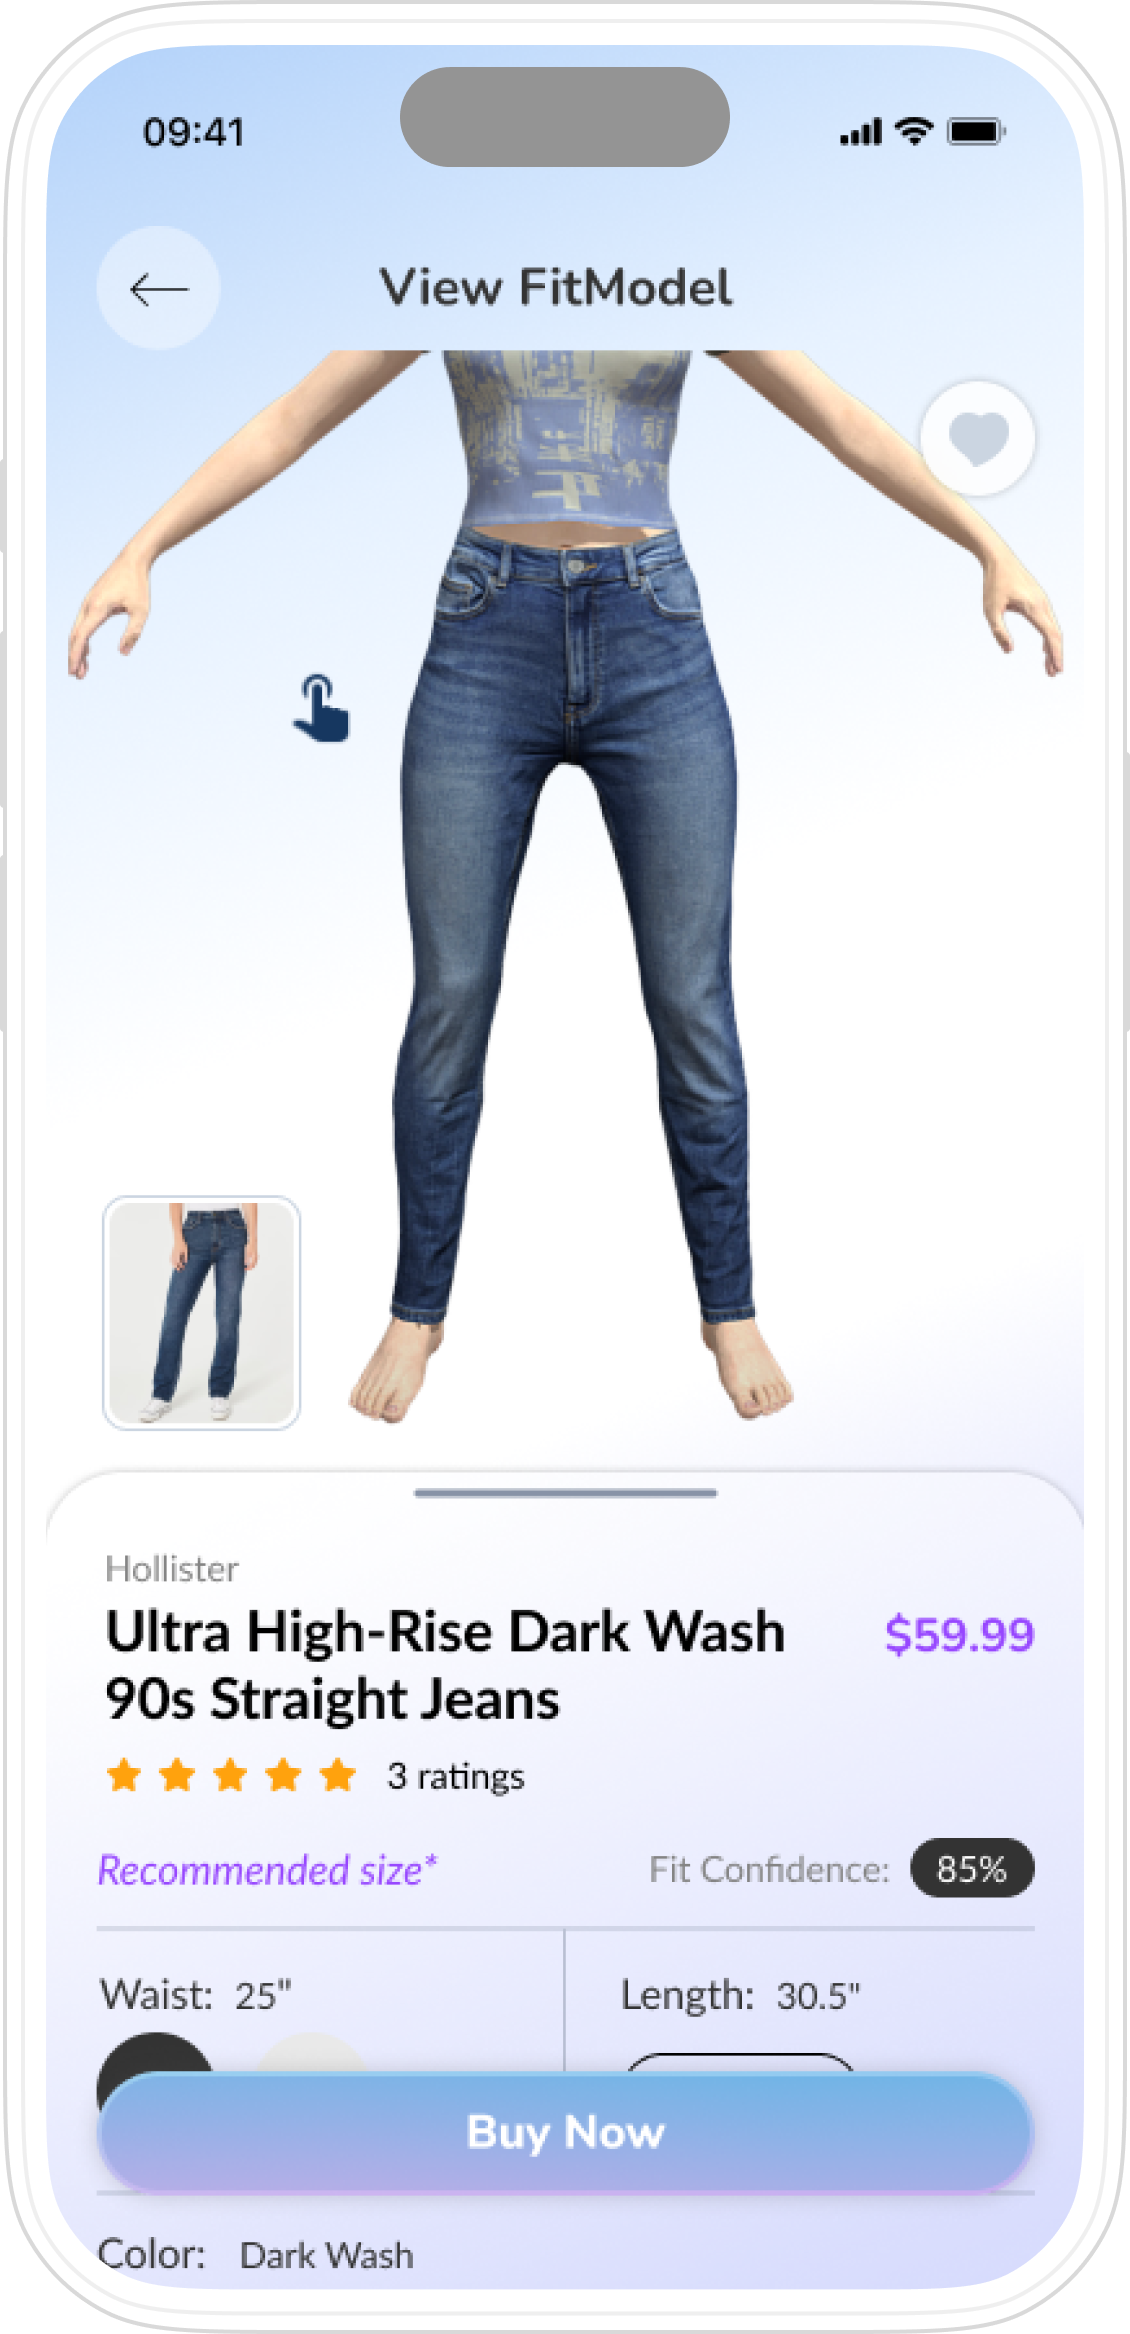 09:41
View FitModel
Hollister
Ultra High-Rise Dark Wash
90s Straight Jeans
$59.99
3 ratings
Recommended size*
Fit Confidence: 85%
Waist: 25"
Length: 30.5"
Buy Now
Color: Dark Wash